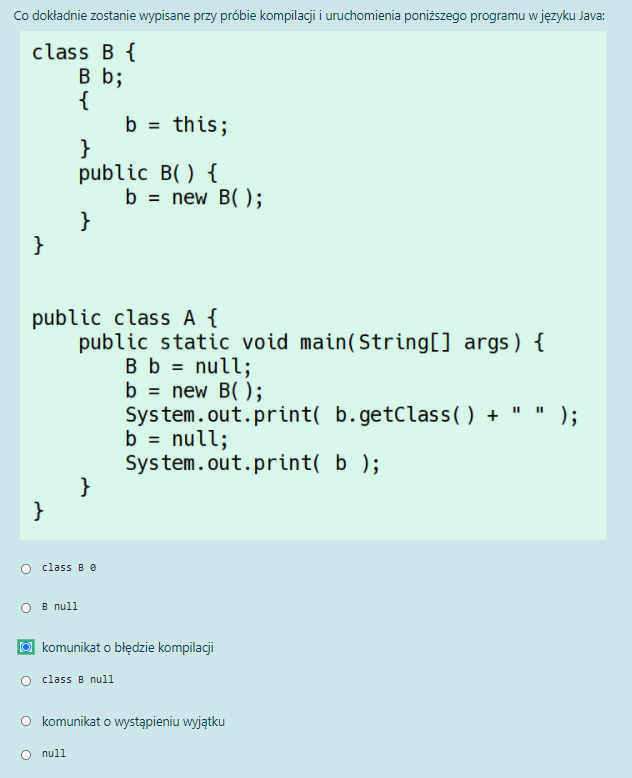 Co dokładnie zostanie wypisane przy próbie kompilacji i uruchomienia poniższego programu w języku Java:
class B {
    B b;
    {
        b = this;
    }
    public B() {
        b = new B();
    }
}
public class A {
    public static void main(String[] args) {
        B b = null;
        b = new B();
        System.out.print( b.getClass() + " " );
        b = null;
        System.out.print( b );
    }
}
class B 0
B null
komunikat o błędzie kompilacji
class B null
komunikat o wystąpieniu wyjątku
null